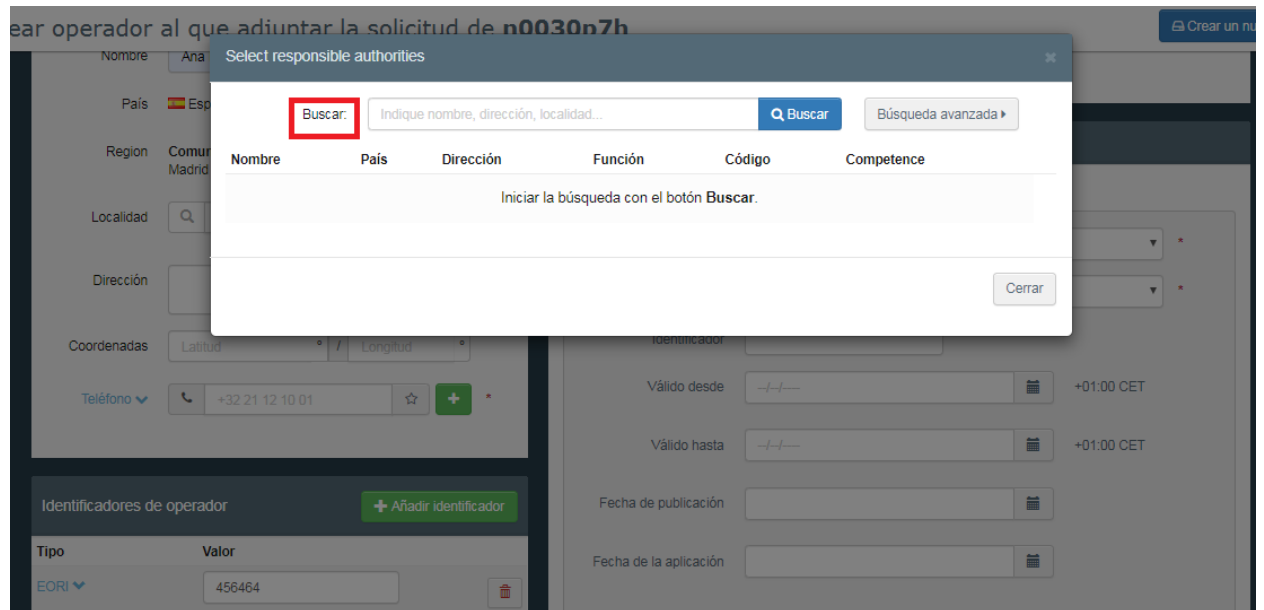 ear operador al que adjuntar la solicitud de n0030p7h
Crear un nu
Nombre Ana
Select responsible authorities
País Esp
Buscar: Indique nombre, dirección, localidad... Buscar Búsqueda avanzada
Region Comun
Madrid
Nombre País Dirección Función Código Competence
Iniciar la búsqueda con el botón Buscar.
Localidad
Dirección
Cerrar
Coordenadas Latitud ° / Longitud °
Identificador
Teléfono +32 21 12 10 01 *
Válido desde --/--/---- +01:00 CET
Válido hasta --/--/---- +01:00 CET
Identificadores de operador Añadir identificador
Fecha de publicación
Tipo Valor
Fecha de la aplicación
EORI 456464